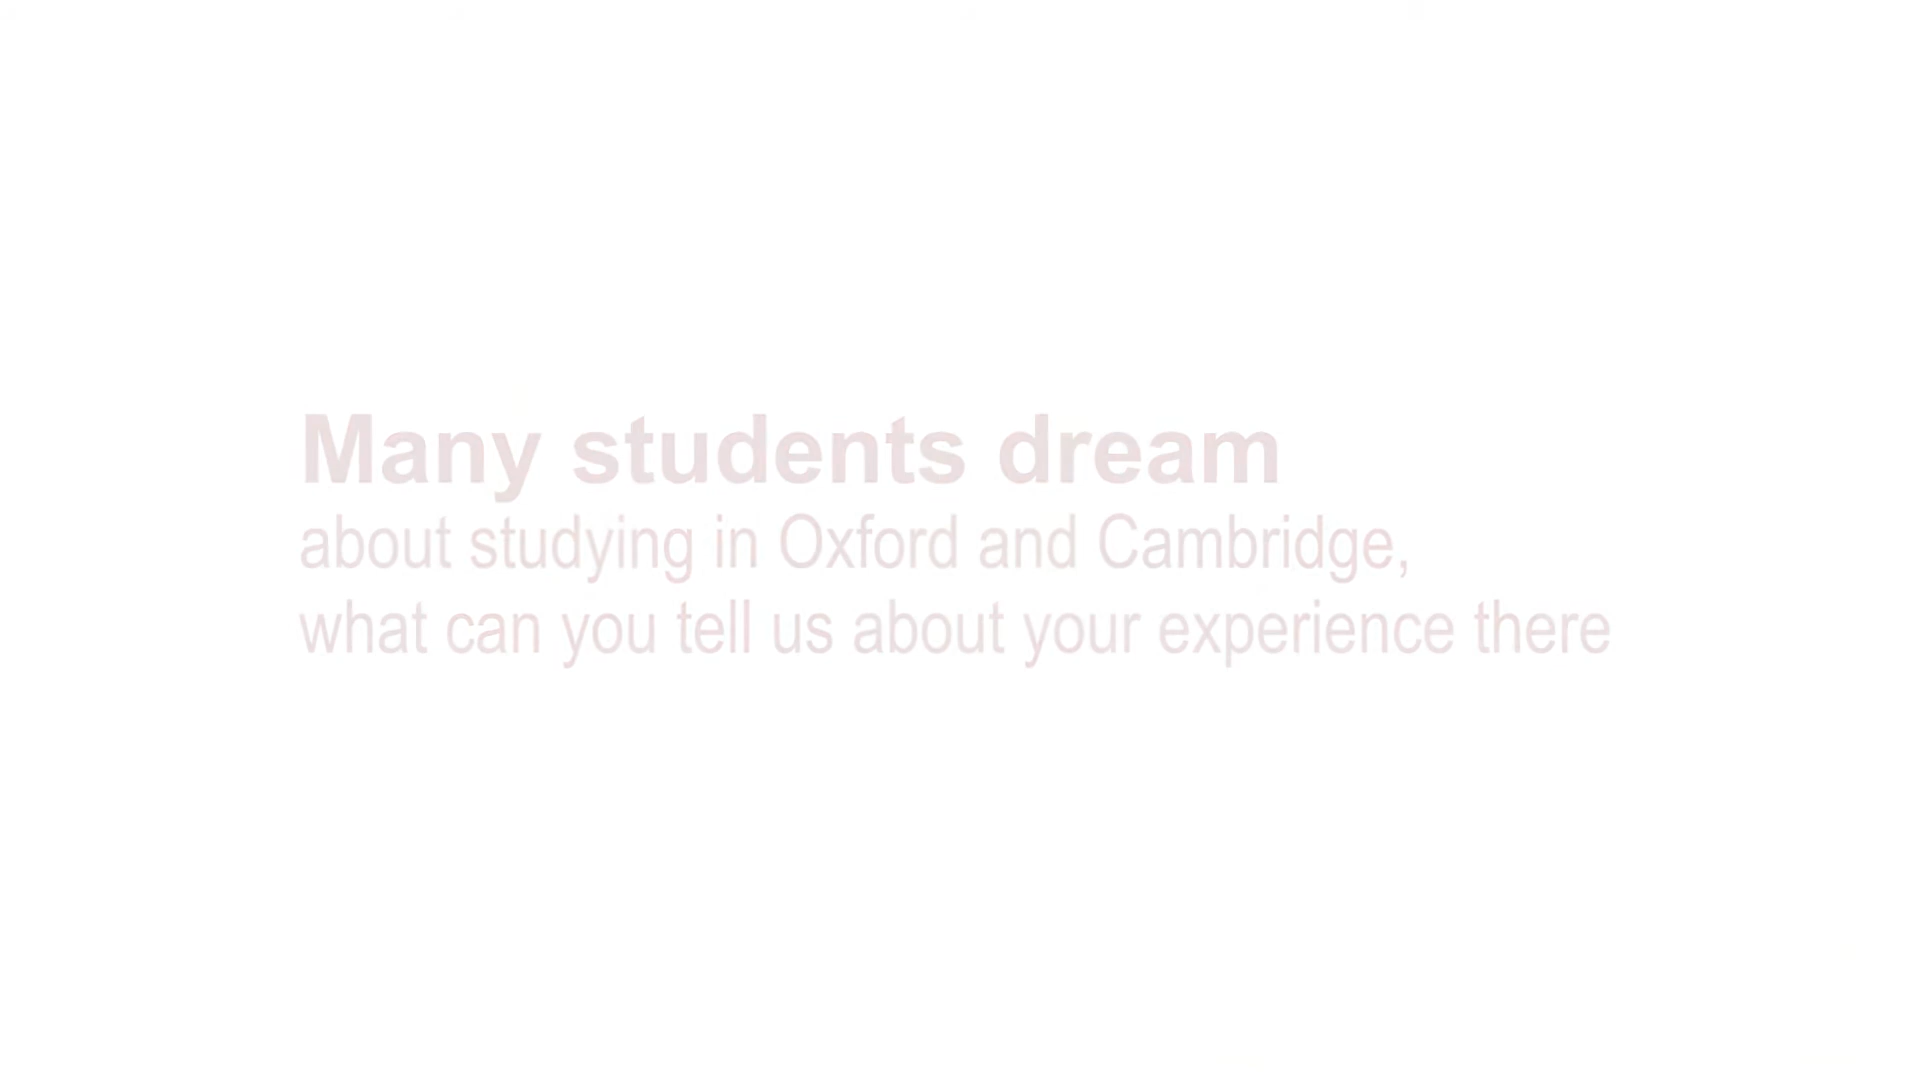 Many students dream
about studying in Oxford and Cambridge,
what can you tell us about your experience there